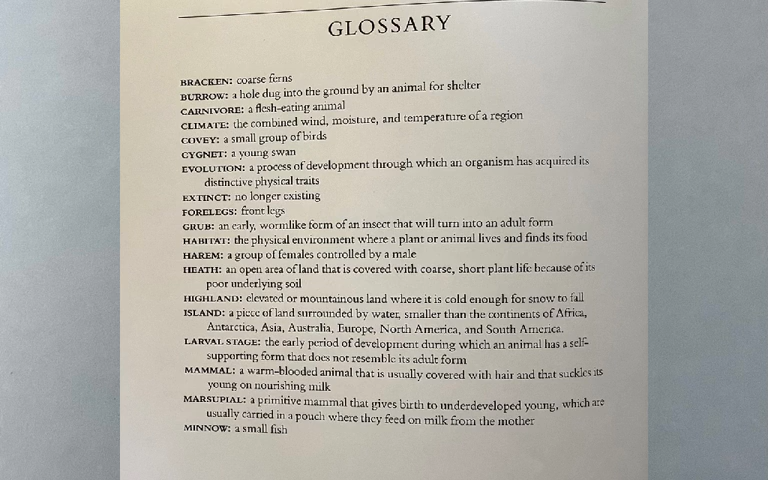 GLOSSARY
BRACKEN: coarse ferns
BURROW: a hole dug into the ground by an animal for shelter
CARNIVORE: a flesh-eating animal
CLIMATE: the combined wind, moisture, and temperature of a region
COVEY: a small group of birds
CYGNET: a young swan
EVOLUTION: a process of development through which an organism has acquired its
distinctive physical traits
EXTINCT: no longer existing
FORELEGS: front legs
GRUB: an early, wormlike form of an insect that will turn into an adult form
HABITAT: the physical environment where a plant or animal lives and finds its food
HAREM: a group of females controlled by a male
HEATH: an open area of land that is covered with coarse, short plant life because of its
poor underlying soil
HIGHLAND: elevated or mountainous land where it is cold enough for snow to fall
ISLAND: a piece of land surrounded by water, smaller than the continents of Africa,
Antarctica, Asia, Australia, Europe, North America, and South America.
LARVAL STAGE: the early period of development during which an animal has a self-
supporting form that does not resemble its adult form
MAMMAL: a warm-blooded animal that is usually covered with hair and that suckles its
young on nourishing milk
MARSUPIAL: a primitive mammal that gives birth to underdeveloped young, which are
usually carried in a pouch where they feed on milk from the mother
MINNOW: a small fish